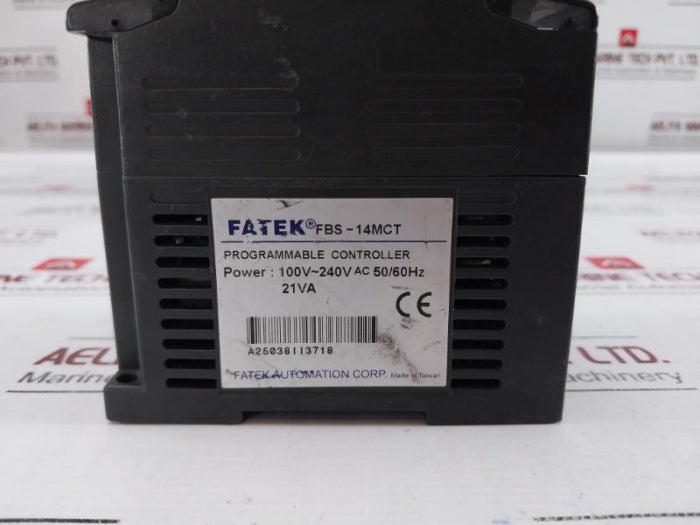 FATEK® FBS-14MCT
PROGRAMMABLE CONTROLLER
Power : 100V~240V AC 50/60Hz
21VA
CE
A25038113718
FATEK AUTOMATION CORP. Made in Taiwan